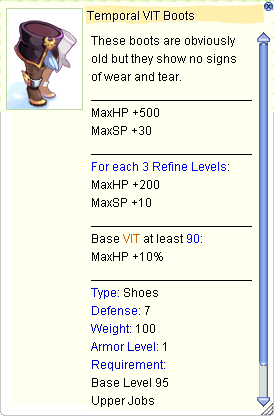 Temporal VIT Boots
These boots are obviously
old but they show no signs
of wear and tear.
MaxHP +500
MaxSP +30
For each 3 Refine Levels:
MaxHP +200
MaxSP +10
Base VIT at least 90:
MaxHP +10%
Type: Shoes
Defense: 7
Weight: 100
Armor Level: 1
Requirement:
Base Level 95
Upper Jobs